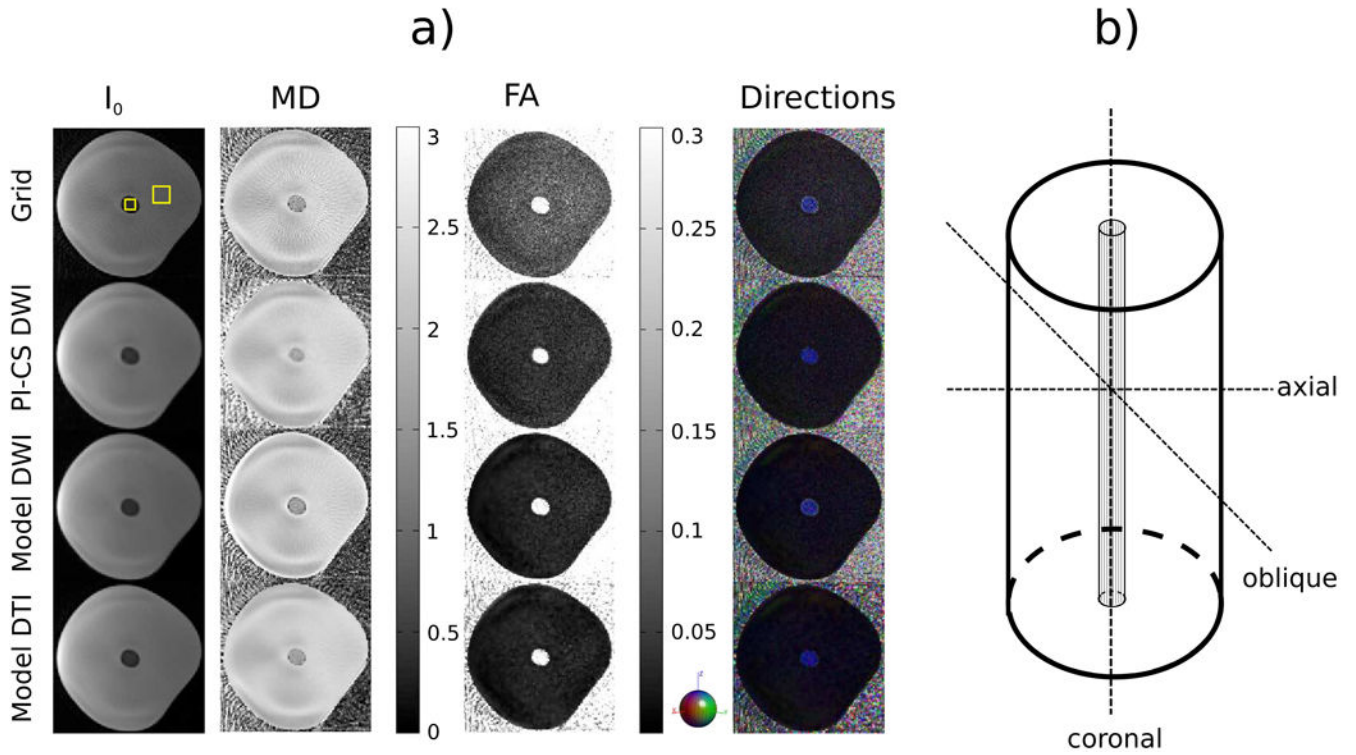 a)
b)
I0
MD
FA
Directions
Grid
PI-CS DWI
Model DWI
Model DTI
3
2.5
2
1.5
1
0.5
0
0.3
0.25
0.2
0.15
0.1
0.05
z
axial
oblique
coronal